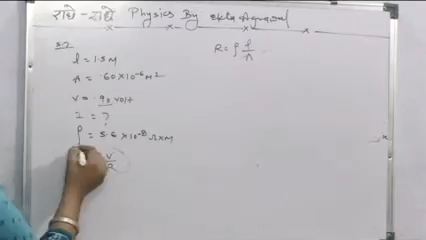 राधे-राधे Physics By Ekta Agrawal
R = ρ l/A
l = 1.5 M
A = .60 X 10⁻⁶ M²
V = .90 volt
I = ?
ρ = 5.6 X 10⁻⁸ Ω X M
V/R